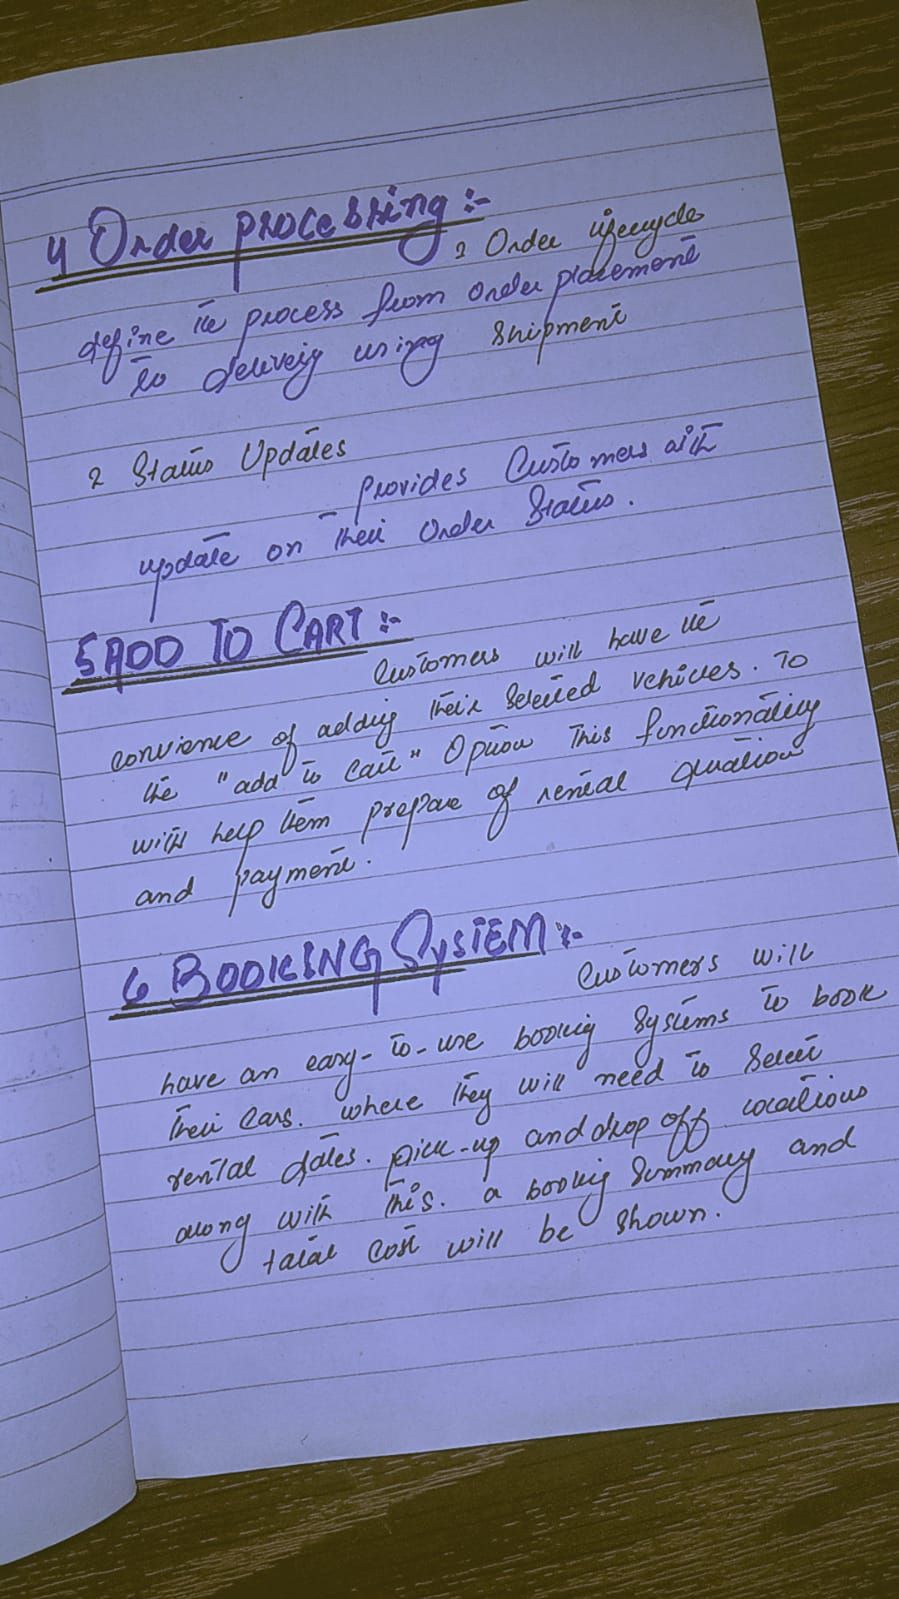 4 Order processing :-
1 Order lifecycle
define the process from order placement
to delivery using shipment
2 Status Updates
provides Customers with
update on their Order Status.
5 ADD TO CART :-
Customers will have the
convience of adding their selected vehicles. To
the "add to cart" Option This functionality
will help them prepare of rental
and payment.
6 BOOKING SYSTEM :-
Customers will
have an easy-to-use booking systems to book
their cars. where they will need to select
rental dates. pick-up and drop off locations
along with this. a booking summary and
total cost will be shown.